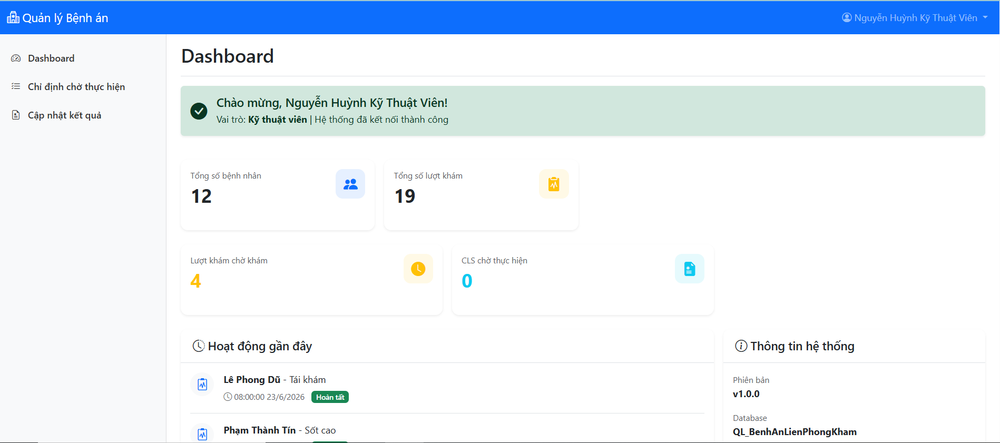 Quản lý Bệnh án
Nguyễn Huỳnh Kỹ Thuật Viên
Dashboard
Chỉ định chờ thực hiện
Cập nhật kết quả
Dashboard
Chào mừng, Nguyễn Huỳnh Kỹ Thuật Viên!
Vai trò: Kỹ thuật viên | Hệ thống đã kết nối thành công
Tổng số bệnh nhân
12
Tổng số lượt khám
19
Lượt khám chờ khám
4
CLS chờ thực hiện
0
Hoạt động gần đây
Lê Phong Dũ - Tái khám
08:00:00 23/6/2026 Hoàn tất
Phạm Thành Tín - Sốt cao
Thông tin hệ thống
Phiên bản
v1.0.0
Database
QL_BenhAnLienPhongKham